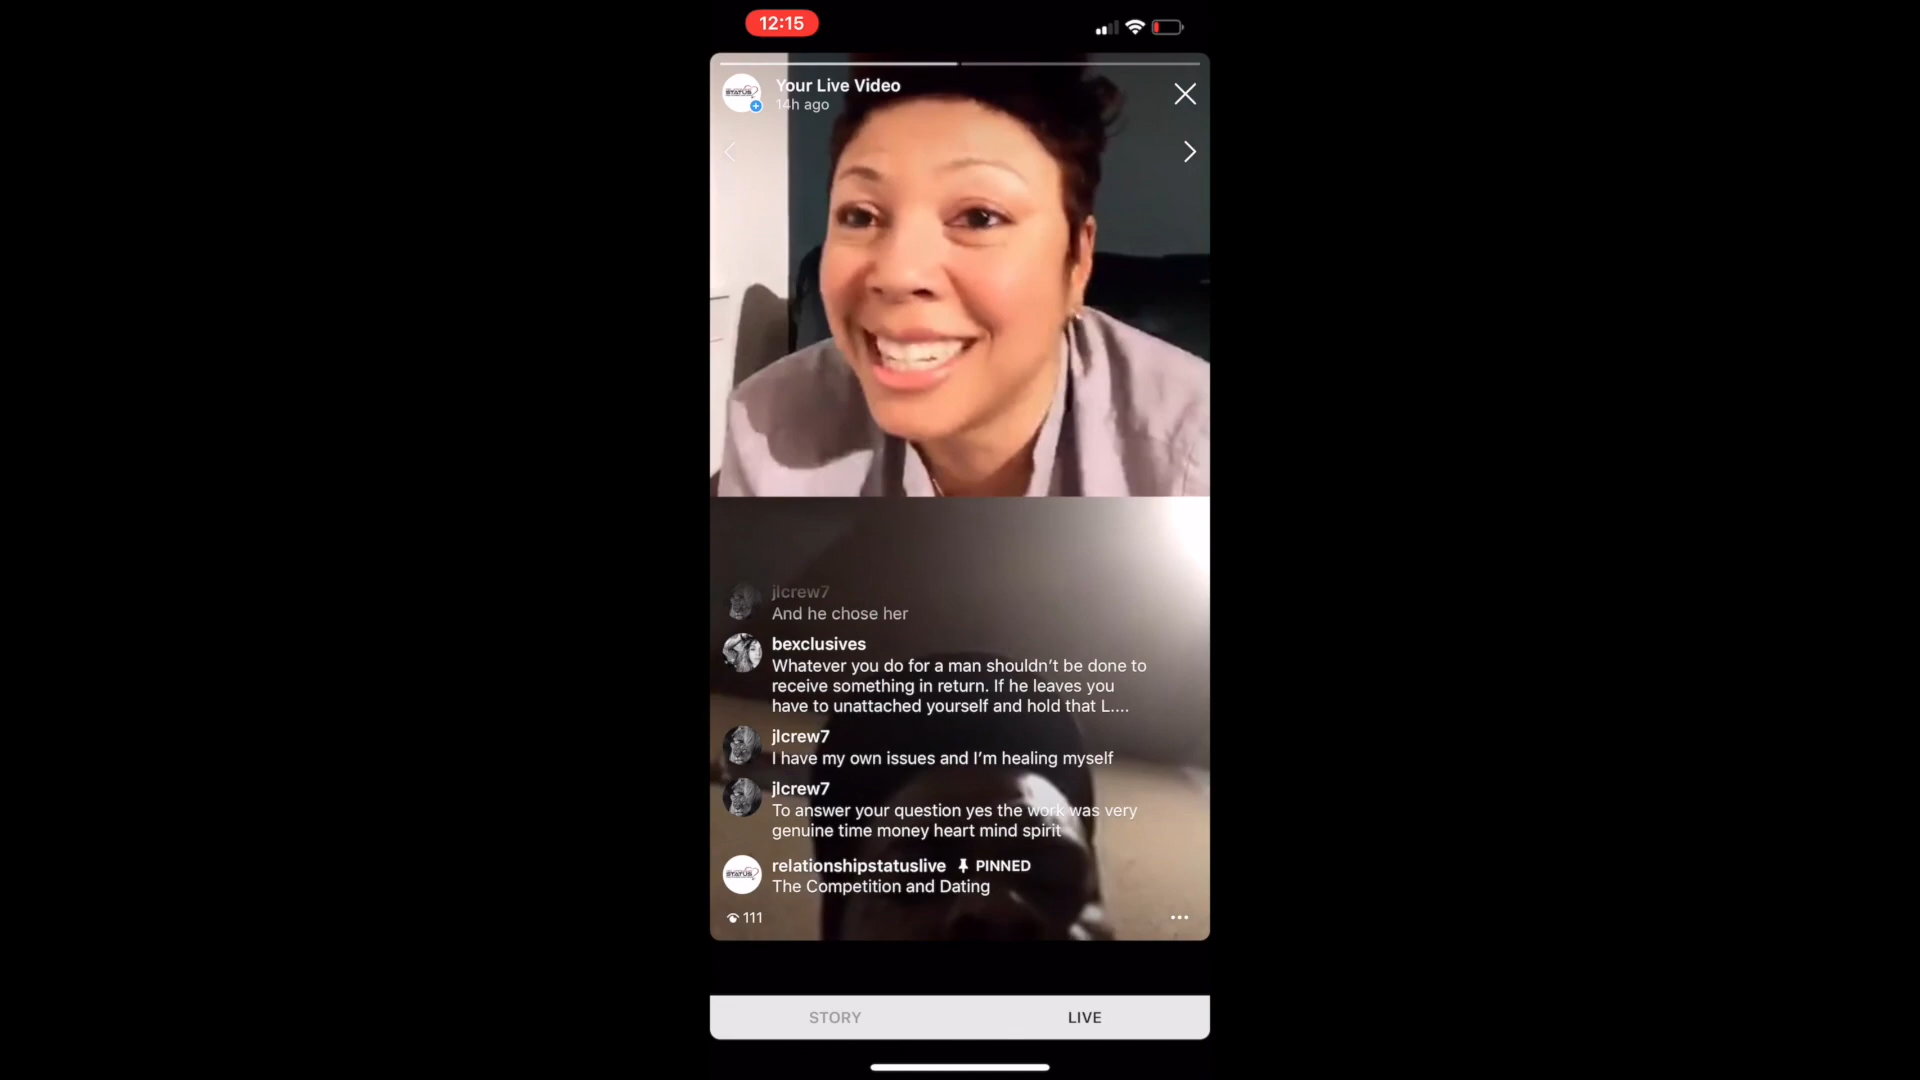 12:15
STATUS
Your Live Video
14h ago
jlcrew7
And he chose her
bexclusives
Whatever you do for a man shouldn’t be done to
receive something in return. If he leaves you
have to unattached yourself and hold that L....
jlcrew7
I have my own issues and I’m healing myself
jlcrew7
To answer your question yes the work was very
genuine time money heart mind spirit
STATUS
relationshipstatuslive PINNED
The Competition and Dating
111
STORY
LIVE